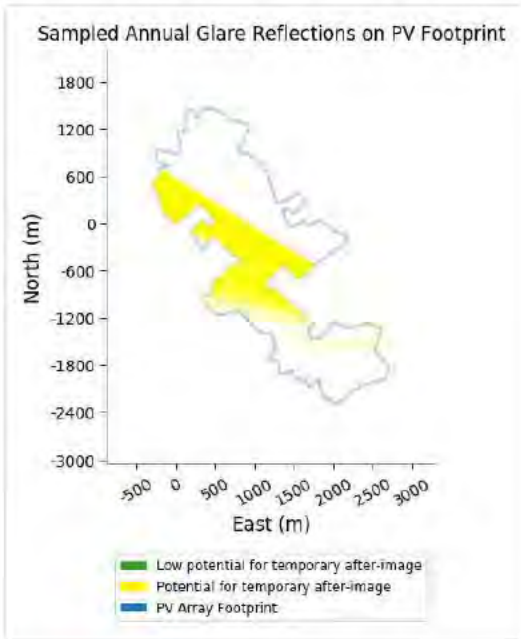 Sampled Annual Glare Reflections on PV Footprint
1800
1200
600
0
-600
-1200
-1800
-2400
-3000
North (m)
-500 0 500 1000 1500 2000 2500 3000
East (m)
Low potential for temporary after-image
Potential for temporary after-image
PV Array Footprint